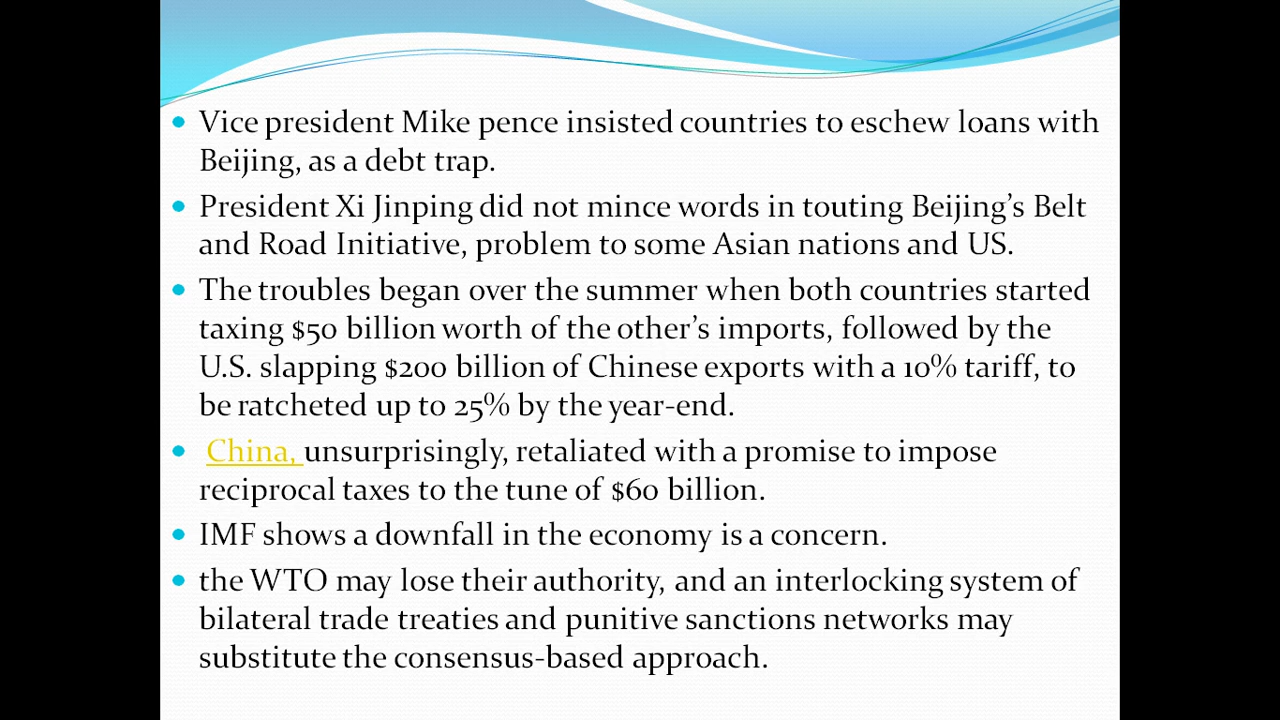 • Vice president Mike pence insisted countries to eschew loans with
Beijing, as a debt trap.
• President Xi Jinping did not mince words in touting Beijing’s Belt
and Road Initiative, problem to some Asian nations and US.
• The troubles began over the summer when both countries started
taxing $50 billion worth of the other’s imports, followed by the
U.S. slapping $200 billion of Chinese exports with a 10% tariff, to
be ratcheted up to 25% by the year-end.
• China, unsurprisingly, retaliated with a promise to impose
reciprocal taxes to the tune of $60 billion.
• IMF shows a downfall in the economy is a concern.
• the WTO may lose their authority, and an interlocking system of
bilateral trade treaties and punitive sanctions networks may
substitute the consensus-based approach.